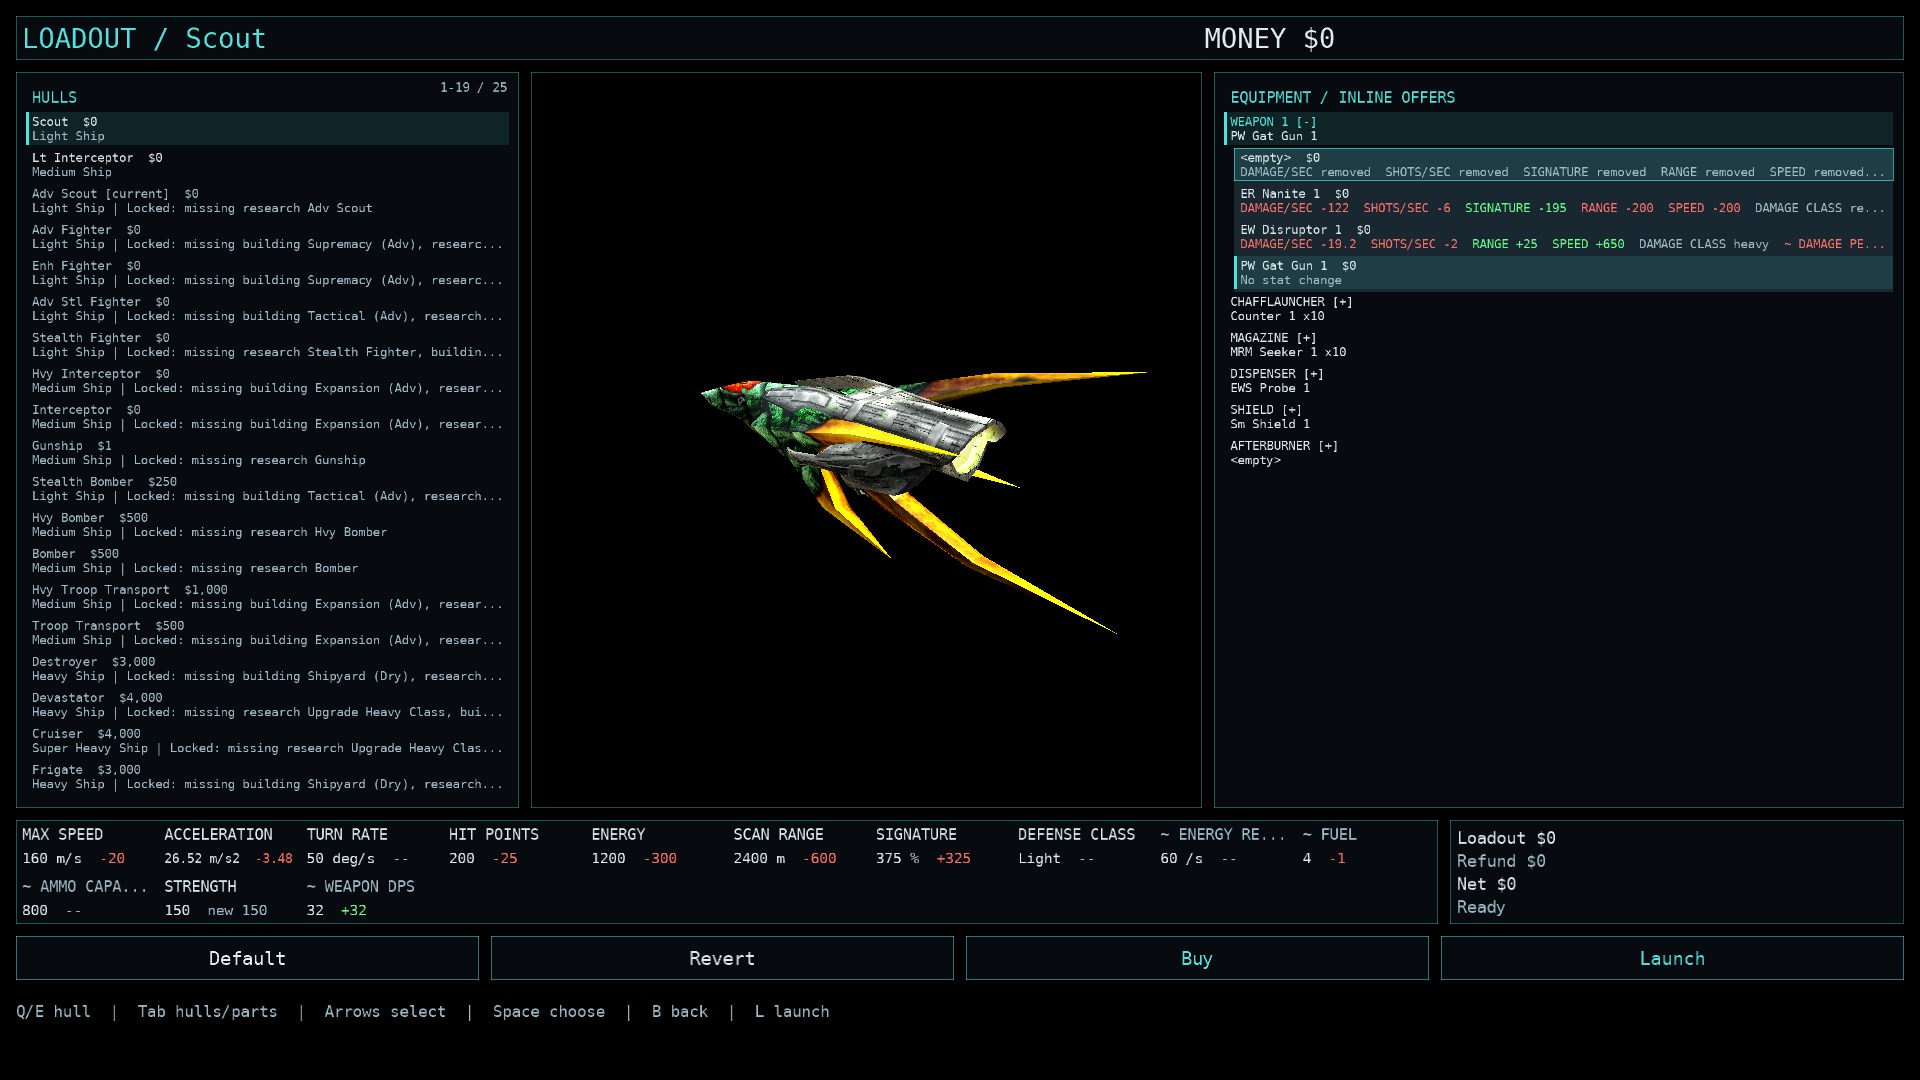 LOADOUT / Scout
MONEY $0
HULLS
1-19 / 25
Scout  $0
Light Ship
Lt Interceptor  $0
Medium Ship
Adv Scout [current]  $0
Light Ship | Locked: missing research Adv Scout
Adv Fighter  $0
Light Ship | Locked: missing building Supremacy (Adv), researc...
Enh Fighter  $0
Light Ship | Locked: missing building Supremacy (Adv), researc...
Adv Stl Fighter  $0
Light Ship | Locked: missing building Tactical (Adv), research...
Stealth Fighter  $0
Light Ship | Locked: missing research Stealth Fighter, buildin...
Hvy Interceptor  $0
Medium Ship | Locked: missing building Expansion (Adv), resear...
Interceptor  $0
Medium Ship | Locked: missing building Expansion (Adv), resear...
Gunship  $1
Medium Ship | Locked: missing research Gunship
Stealth Bomber  $250
Light Ship | Locked: missing building Tactical (Adv), research...
Hvy Bomber  $500
Medium Ship | Locked: missing research Hvy Bomber
Bomber  $500
Medium Ship | Locked: missing research Bomber
Hvy Troop Transport  $1,000
Medium Ship | Locked: missing building Expansion (Adv), resear...
Troop Transport  $500
Medium Ship | Locked: missing building Expansion (Adv), resear...
Destroyer  $3,000
Heavy Ship | Locked: missing building Shipyard (Dry), research...
Devastator  $4,000
Heavy Ship | Locked: missing research Upgrade Heavy Class, bui...
Cruiser  $4,000
Super Heavy Ship | Locked: missing research Upgrade Heavy Clas...
Frigate  $3,000
Heavy Ship | Locked: missing building Shipyard (Dry), research...
EQUIPMENT / INLINE OFFERS
WEAPON 1 [-]
PW Gat Gun 1
<empty>  $0
DAMAGE/SEC removed  SHOTS/SEC removed  SIGNATURE removed  RANGE removed  SPEED removed...
ER Nanite 1  $0
DAMAGE/SEC -122  SHOTS/SEC -6  SIGNATURE -195  RANGE -200  SPEED -200  DAMAGE CLASS re...
EW Disruptor 1  $0
DAMAGE/SEC -19.2  SHOTS/SEC -2  RANGE +25  SPEED +650  DAMAGE CLASS heavy  ~ DAMAGE PE...
PW Gat Gun 1  $0
No stat change
CHAFFLAUNCHER [+]
Counter 1 x10
MAGAZINE [+]
MRM Seeker 1 x10
DISPENSER [+]
EWS Probe 1
SHIELD [+]
Sm Shield 1
AFTERBURNER [+]
<empty>
MAX SPEED  ACCELERATION  TURN RATE  HIT POINTS  ENERGY  SCAN RANGE  SIGNATURE  DEFENSE CLASS  ~ ENERGY RE...  ~ FUEL
160 m/s  -20  26.52 m/s2  -3.48  50 deg/s  --  200  -25  1200  -300  2400 m  -600  375 %  +325  Light  --  60 /s  --  4  -1
~ AMMO CAPA...  STRENGTH  ~ WEAPON DPS
800  --  150  new 150  32  +32
Loadout $0
Refund $0
Net $0
Ready
Default
Revert
Buy
Launch
Q/E hull  |  Tab hulls/parts  |  Arrows select  |  Space choose  |  B back  |  L launch